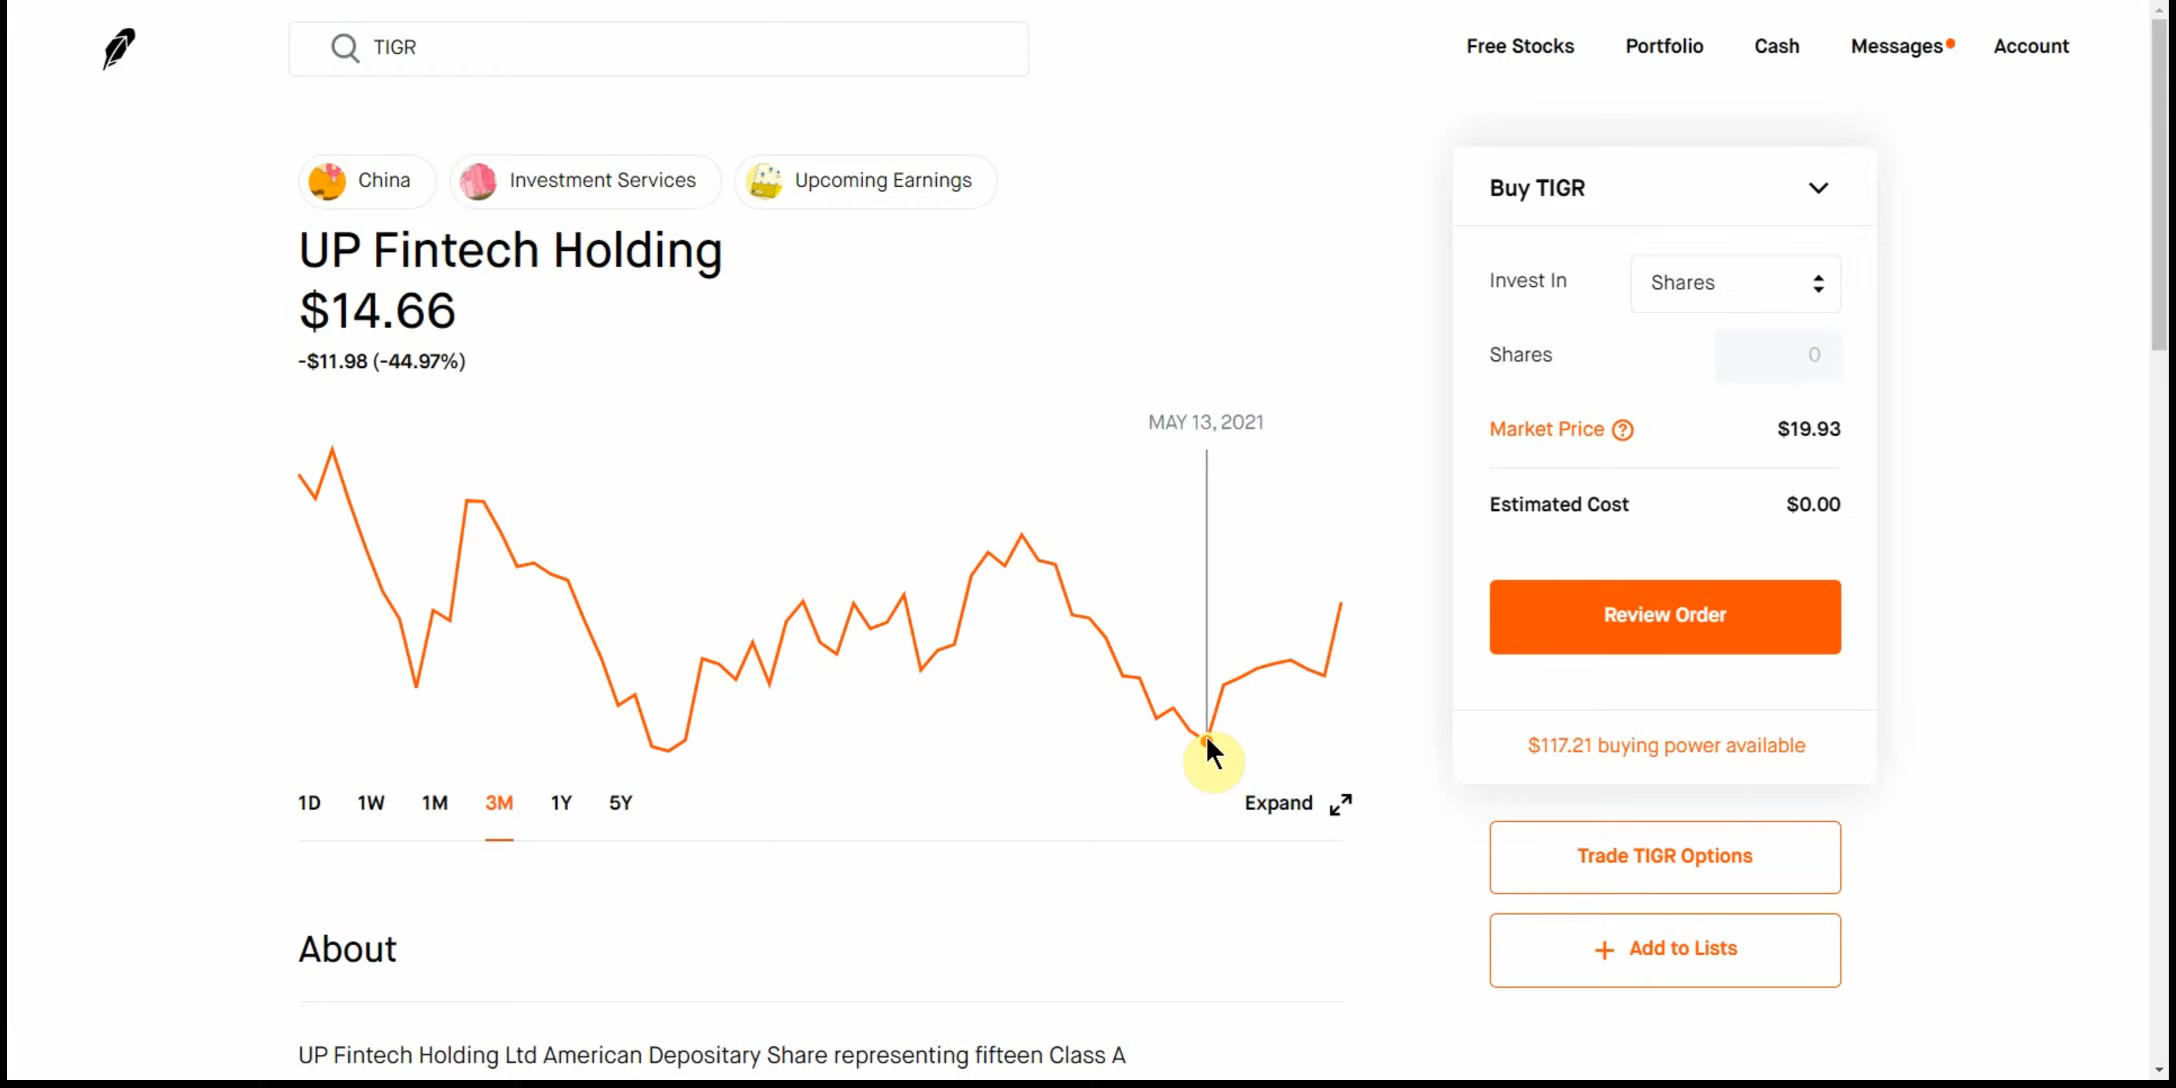 TIGR
Free Stocks Portfolio Cash Messages Account
China Investment Services Upcoming Earnings
UP Fintech Holding
$14.66
-$11.98 (-44.97%)
MAY 13, 2021
1D 1W 1M 3M 1Y 5Y
Expand
About
UP Fintech Holding Ltd American Depositary Share representing fifteen Class A
Buy TIGR
Invest In Shares
Shares 0
Market Price ? $19.93
Estimated Cost $0.00
Review Order
$117.21 buying power available
Trade TIGR Options
+ Add to Lists